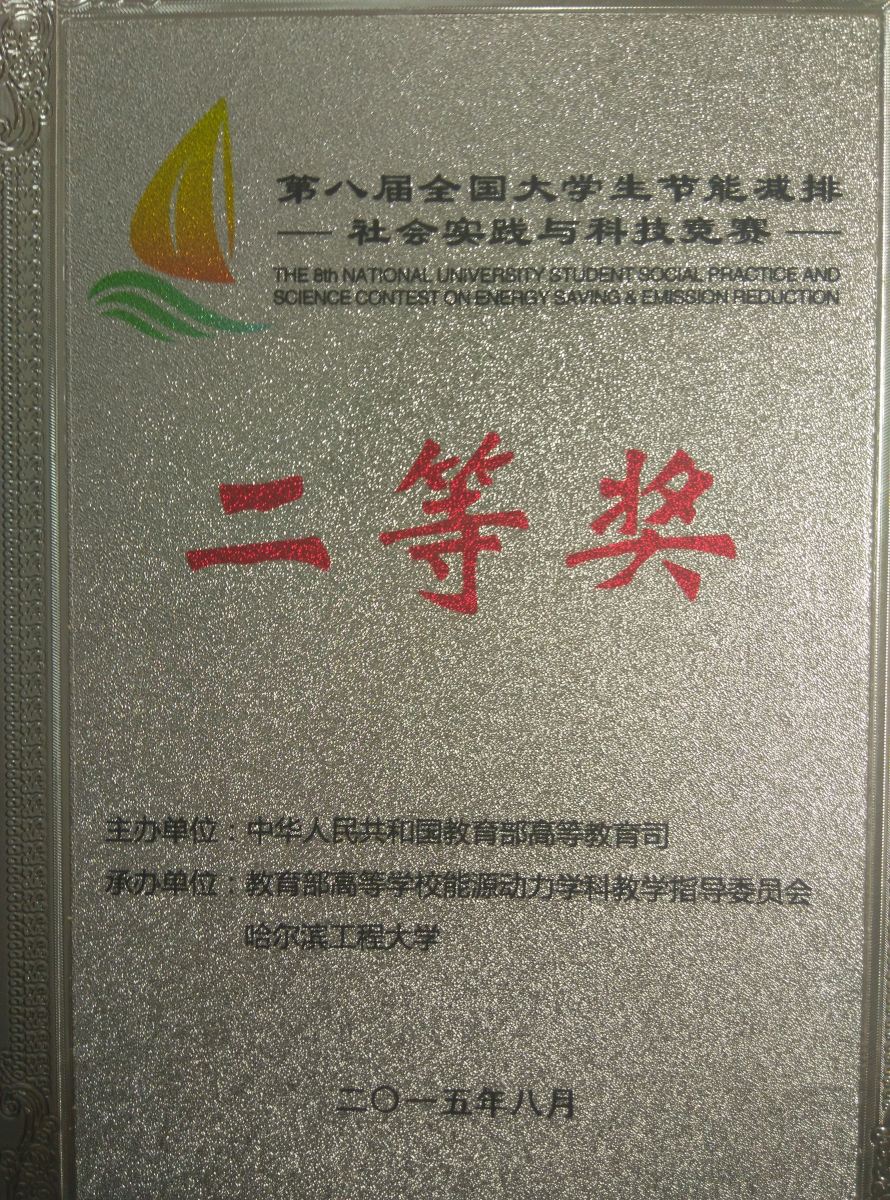 第八届全国大学生节能减排
社会实践与科技竞赛
THE 8th NATIONAL UNIVERSITY STUDENT SOCIAL PRACTICE AND
SCIENCE CONTEST ON ENERGY SAVING & EMISSION REDUCTION
二等奖
主办单位：中华人民共和国教育部高等教育司
承办单位：教育部高等学校能源动力学科教学指导委员会
哈尔滨工程大学
二〇一五年八月